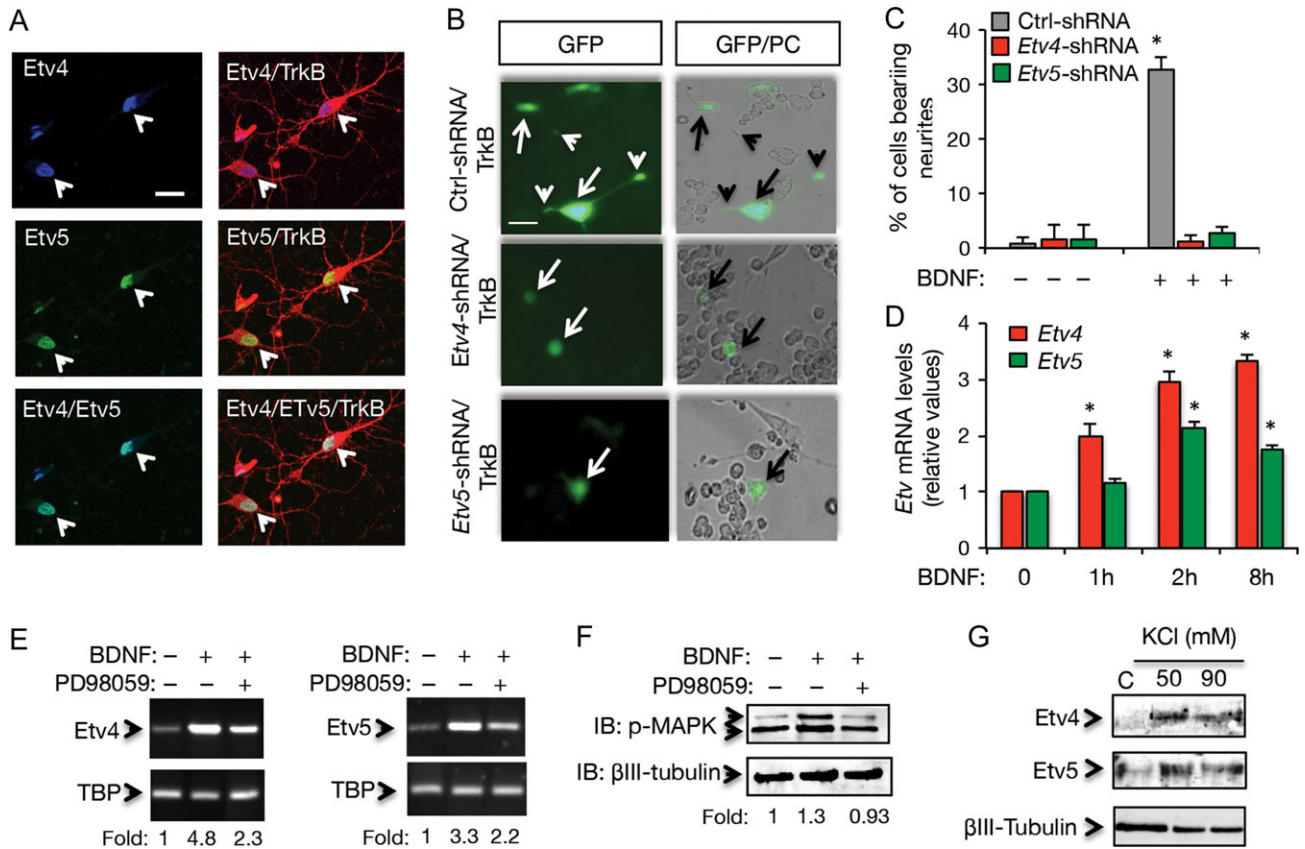 A
Etv4
Etv4/TrkB
Etv5
Etv5/TrkB
Etv4/Etv5
Etv4/ETv5/TrkB
B
GFP
GFP/PC
Ctrl-shRNA/
TrkB
Etv4-shRNA/
TrkB
Etv5-shRNA/
TrkB
C
Ctrl-shRNA
Etv4-shRNA
Etv5-shRNA
% of cells beariing
neurites
40
30
20
10
0
*
BDNF: – – – + + +
D
Etv4
Etv5
Etv mRNA levels
(relative values)
4
3
2
1
0
* * * * *
BDNF: 0 1h 2h 8h
E
BDNF: – + +
PD98059: – – +
Etv4
TBP
Fold: 1 4.8 2.3
BDNF: – + +
PD98059: – – +
Etv5
TBP
Fold: 1 3.3 2.2
F
BDNF: – + +
PD98059: – – +
IB: p-MAPK
IB: βIII-tubulin
Fold: 1 1.3 0.93
G
KCl (mM)
C 50 90
Etv4
Etv5
βIII-Tubulin